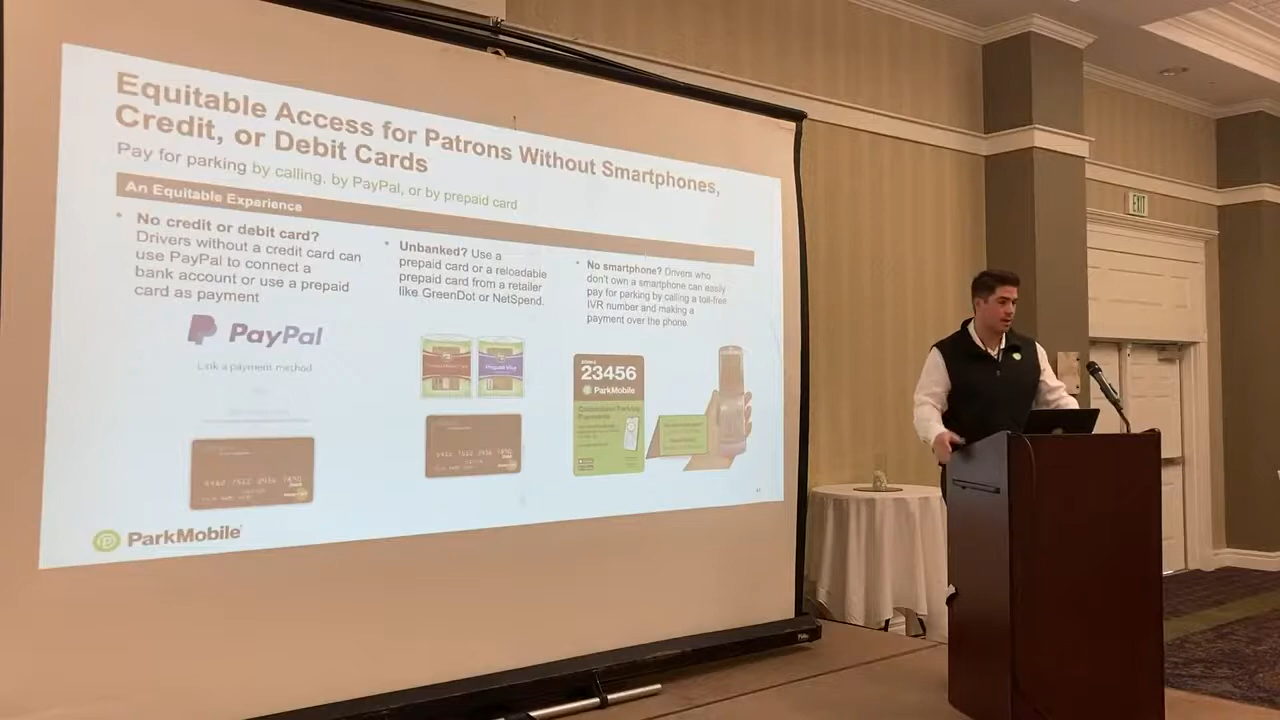 Equitable Access for Patrons Without Smartphones,
Credit, or Debit Cards
Pay for parking by calling, by PayPal, or by prepaid card
An Equitable Experience
• No credit or debit card?
Drivers without a credit card can
use PayPal to connect a
bank account or use a prepaid
card as payment
PayPal
Link a payment method
• Unbanked? Use a
prepaid card or a reloadable
prepaid card from a retailer
like GreenDot or NetSpend.
• No smartphone? Drivers who
don't own a smartphone can easily
pay for parking by calling a toll-free
IVR number and making a
payment over the phone.
23456
ParkMobile
ParkMobile
EXIT